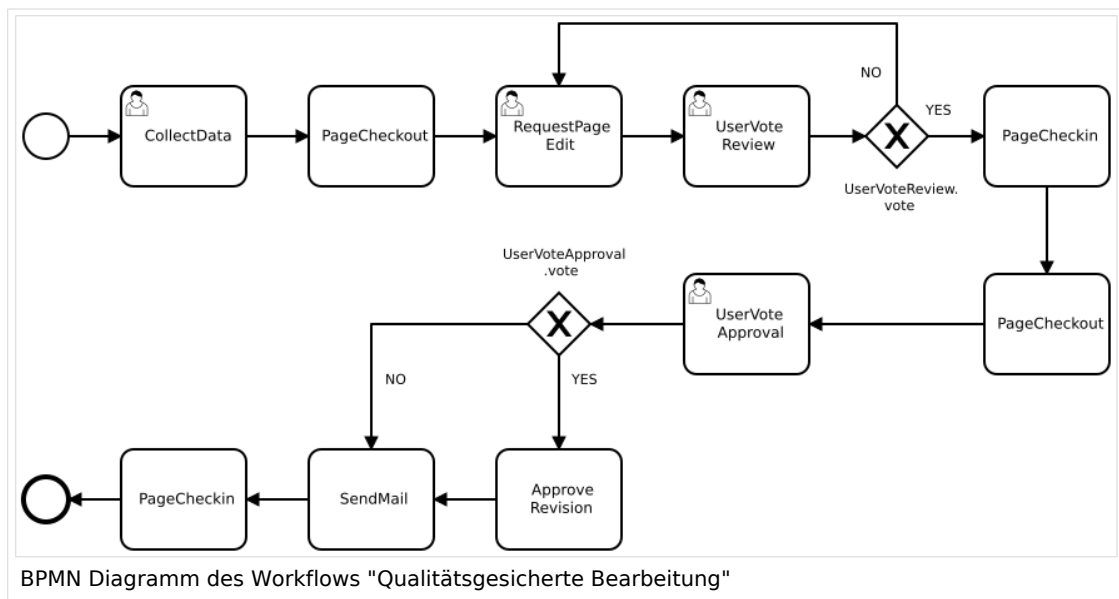 NO
CollectData
PageCheckout
RequestPage
Edit
UserVote
Review
YES
PageCheckin
UserVoteReview.
vote
UserVoteApproval
.vote
UserVote
Approval
PageCheckout
NO
YES
PageCheckin
SendMail
Approve
Revision
BPMN Diagramm des Workflows "Qualitätsgesicherte Bearbeitung"